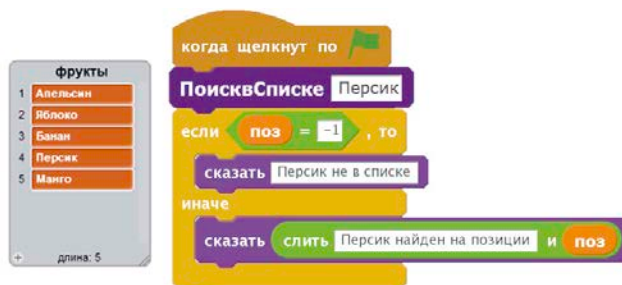 фрукты
1 Апельсин
2 Яблоко
3 Банан
4 Персик
5 Манго
+ длина: 5
когда щелкнут по
ПоисквСписке Персик
если поз = -1 , то
сказать Персик не в списке
иначе
сказать слить Персик найден на позиции и поз